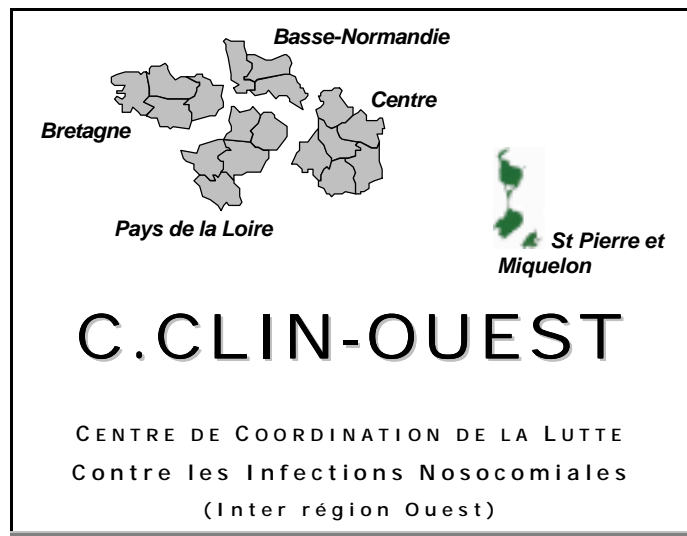 Basse-Normandie
Centre
Bretagne
Pays de la Loire
St Pierre et
Miquelon
C.CLIN-OUEST
CENTRE DE COORDINATION DE LA LUTTE
Contre les Infections Nosocomiales
(Inter région Ouest)